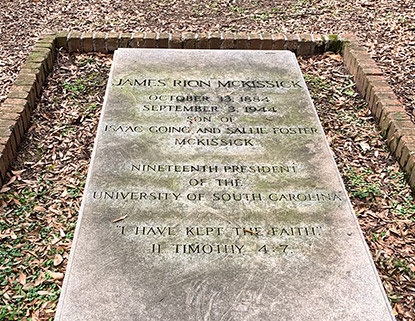 JAMES RION MCKISSICK
OCTOBER 13, 1884
SEPTEMBER 3, 1944
SON OF
ISAAC GOING AND SALLIE FOSTER
MCKISSICK
NINETEENTH PRESIDENT
OF THE
UNIVERSITY OF SOUTH CAROLINA
"I HAVE KEPT THE FAITH."
II TIMOTHY 4:7.